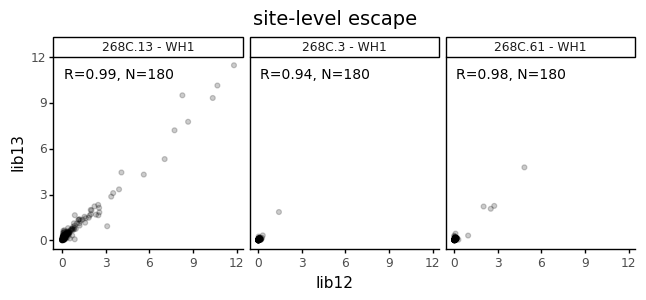 site-level escape
268C.13 - WH1
268C.3 - WH1
268C.61 - WH1
R=0.99, N=180
R=0.94, N=180
R=0.98, N=180
12
9
6
3
0
lib13
0 3 6 9 12
0 3 6 9 12
0 3 6 9 12
lib12